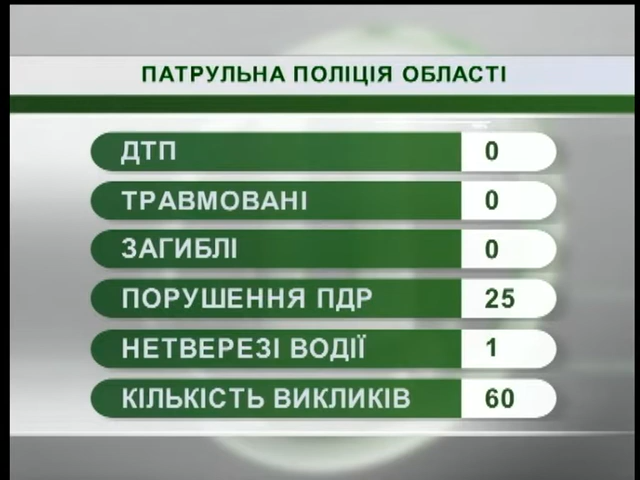 ПАТРУЛЬНА ПОЛІЦІЯ ОБЛАСТІ
ДТП 0
ТРАВМОВАНІ 0
ЗАГИБЛІ 0
ПОРУШЕННЯ ПДР 25
НЕТВЕРЕЗІ ВОДІЇ 1
КІЛЬКІСТЬ ВИКЛИКІВ 60